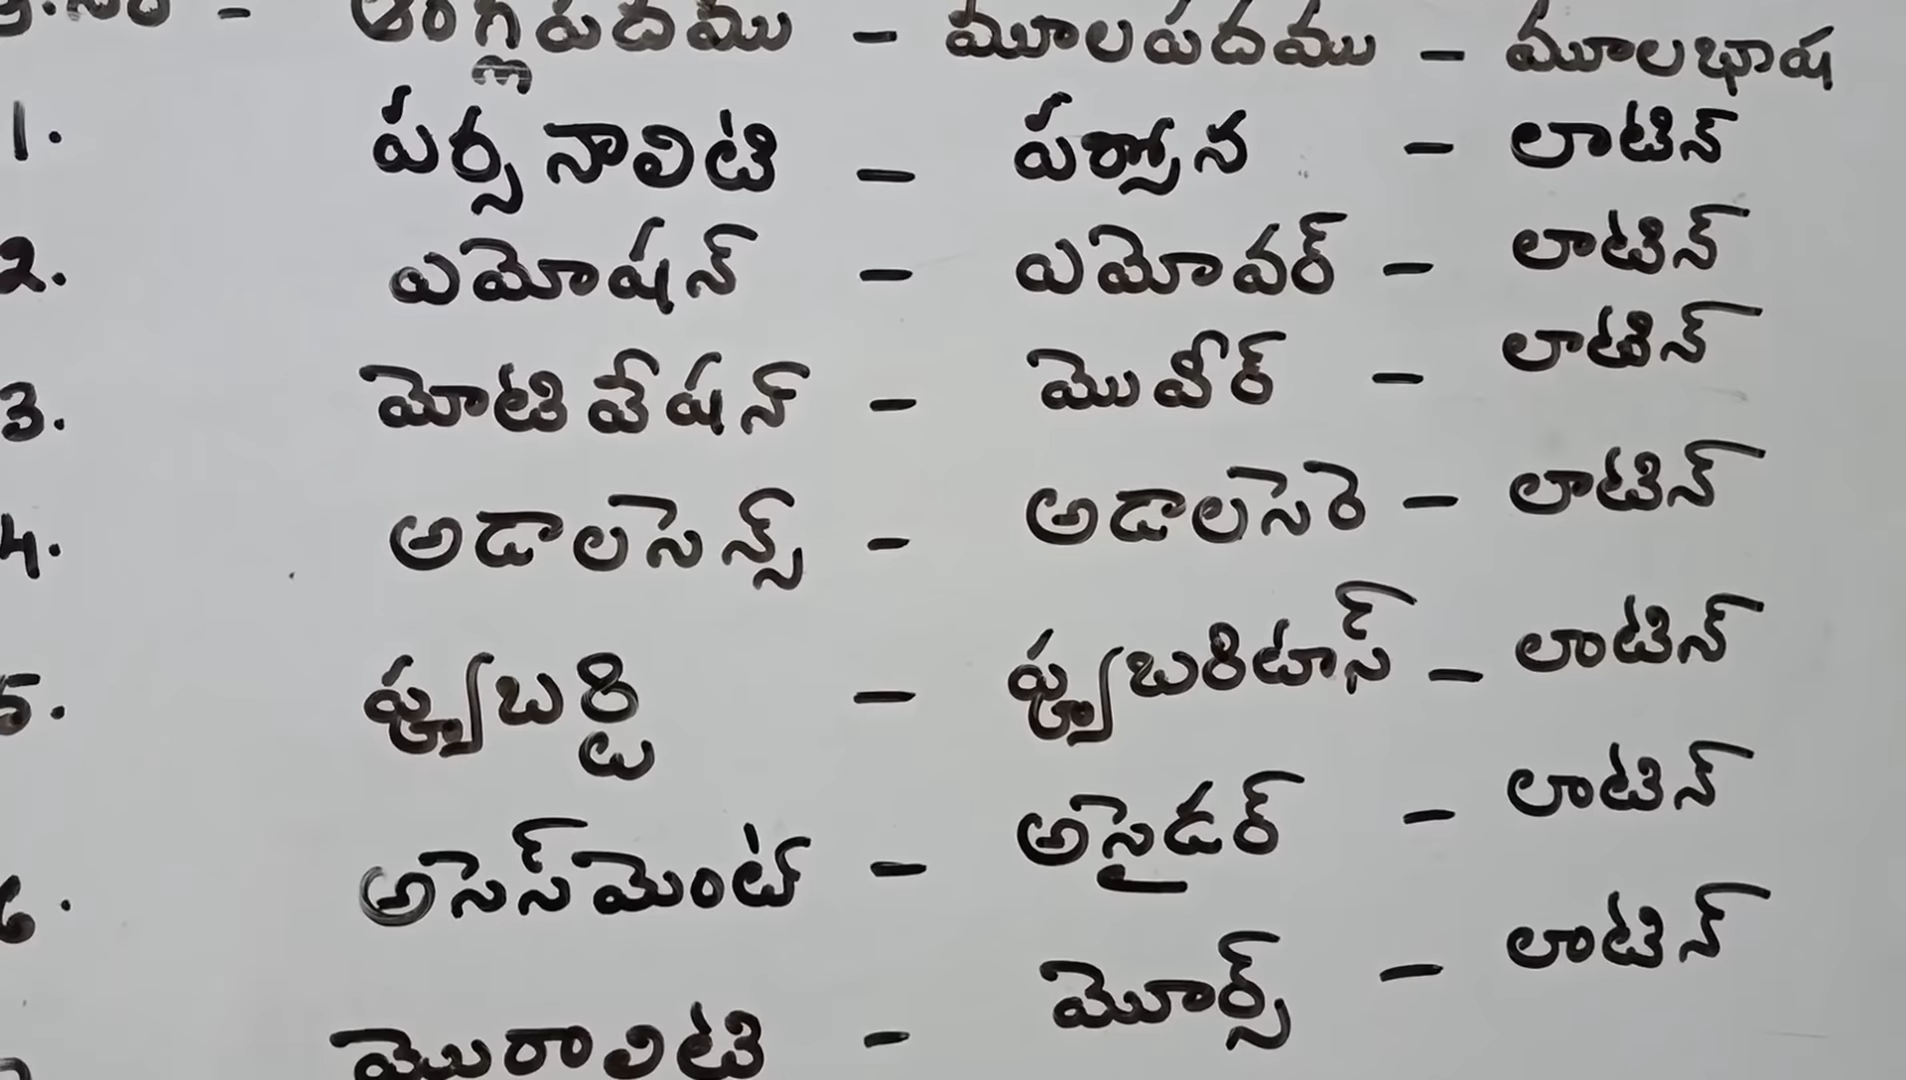 - ఆంగ్లపదము - మూలపదము - మూలభాష
1. పర్సనాలిటి - పర్సోన - లాటిన్
2. ఎమోషన్ - ఎమోవర్ - లాటిన్
3. మోటివేషన్ - మొవీర్ - లాటిన్
4. అడాలసెన్స్ - అడాలసెరె - లాటిన్
5. ప్యుబర్టి - ప్యుబరిటాస్ - లాటిన్
6. అసెస్‌మెంట్ - అసైడర్ - లాటిన్
మొరాలిటి - మోర్స్ - లాటిన్